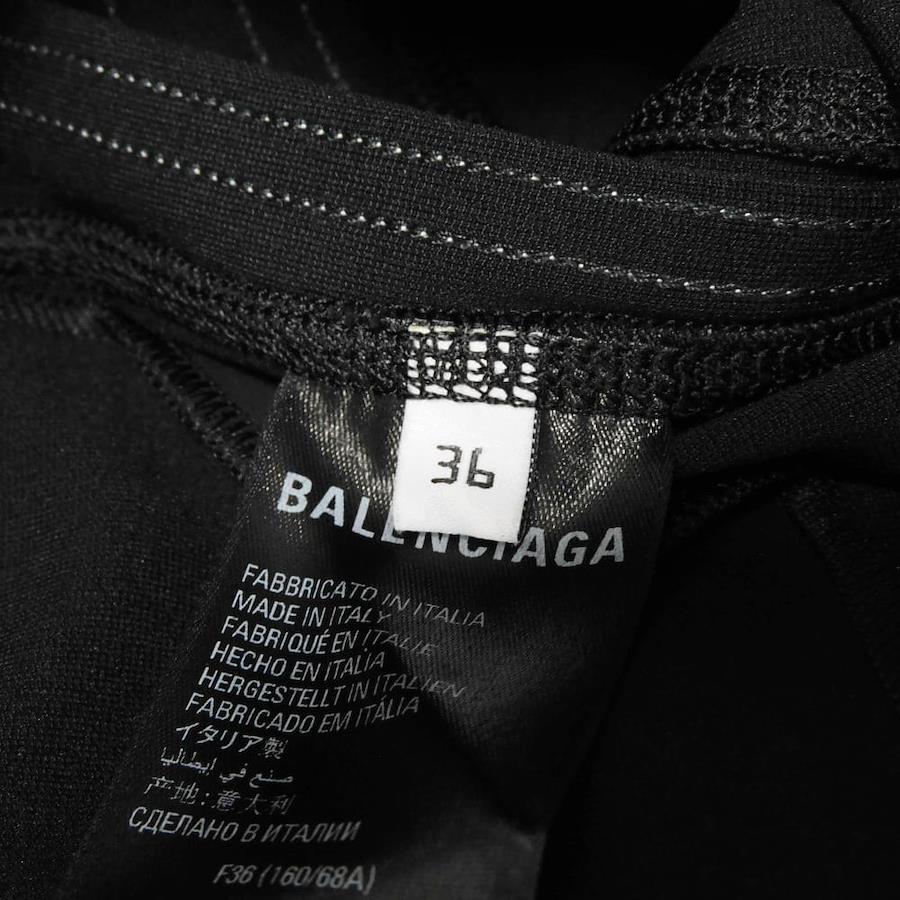 36
BALENCIAGA
FABBRICATO IN ITALIA
MADE IN ITALY
FABRIQUÉ EN ITALIE
HECHO EN ITALIA
HERGESTELLT IN ITALIEN
FABRICADO EM ITÁLIA
イタリア製
صنع في إيطاليا
产地:意大利
СДЕЛАНО В ИТАЛИИ
F36 (160/68A)